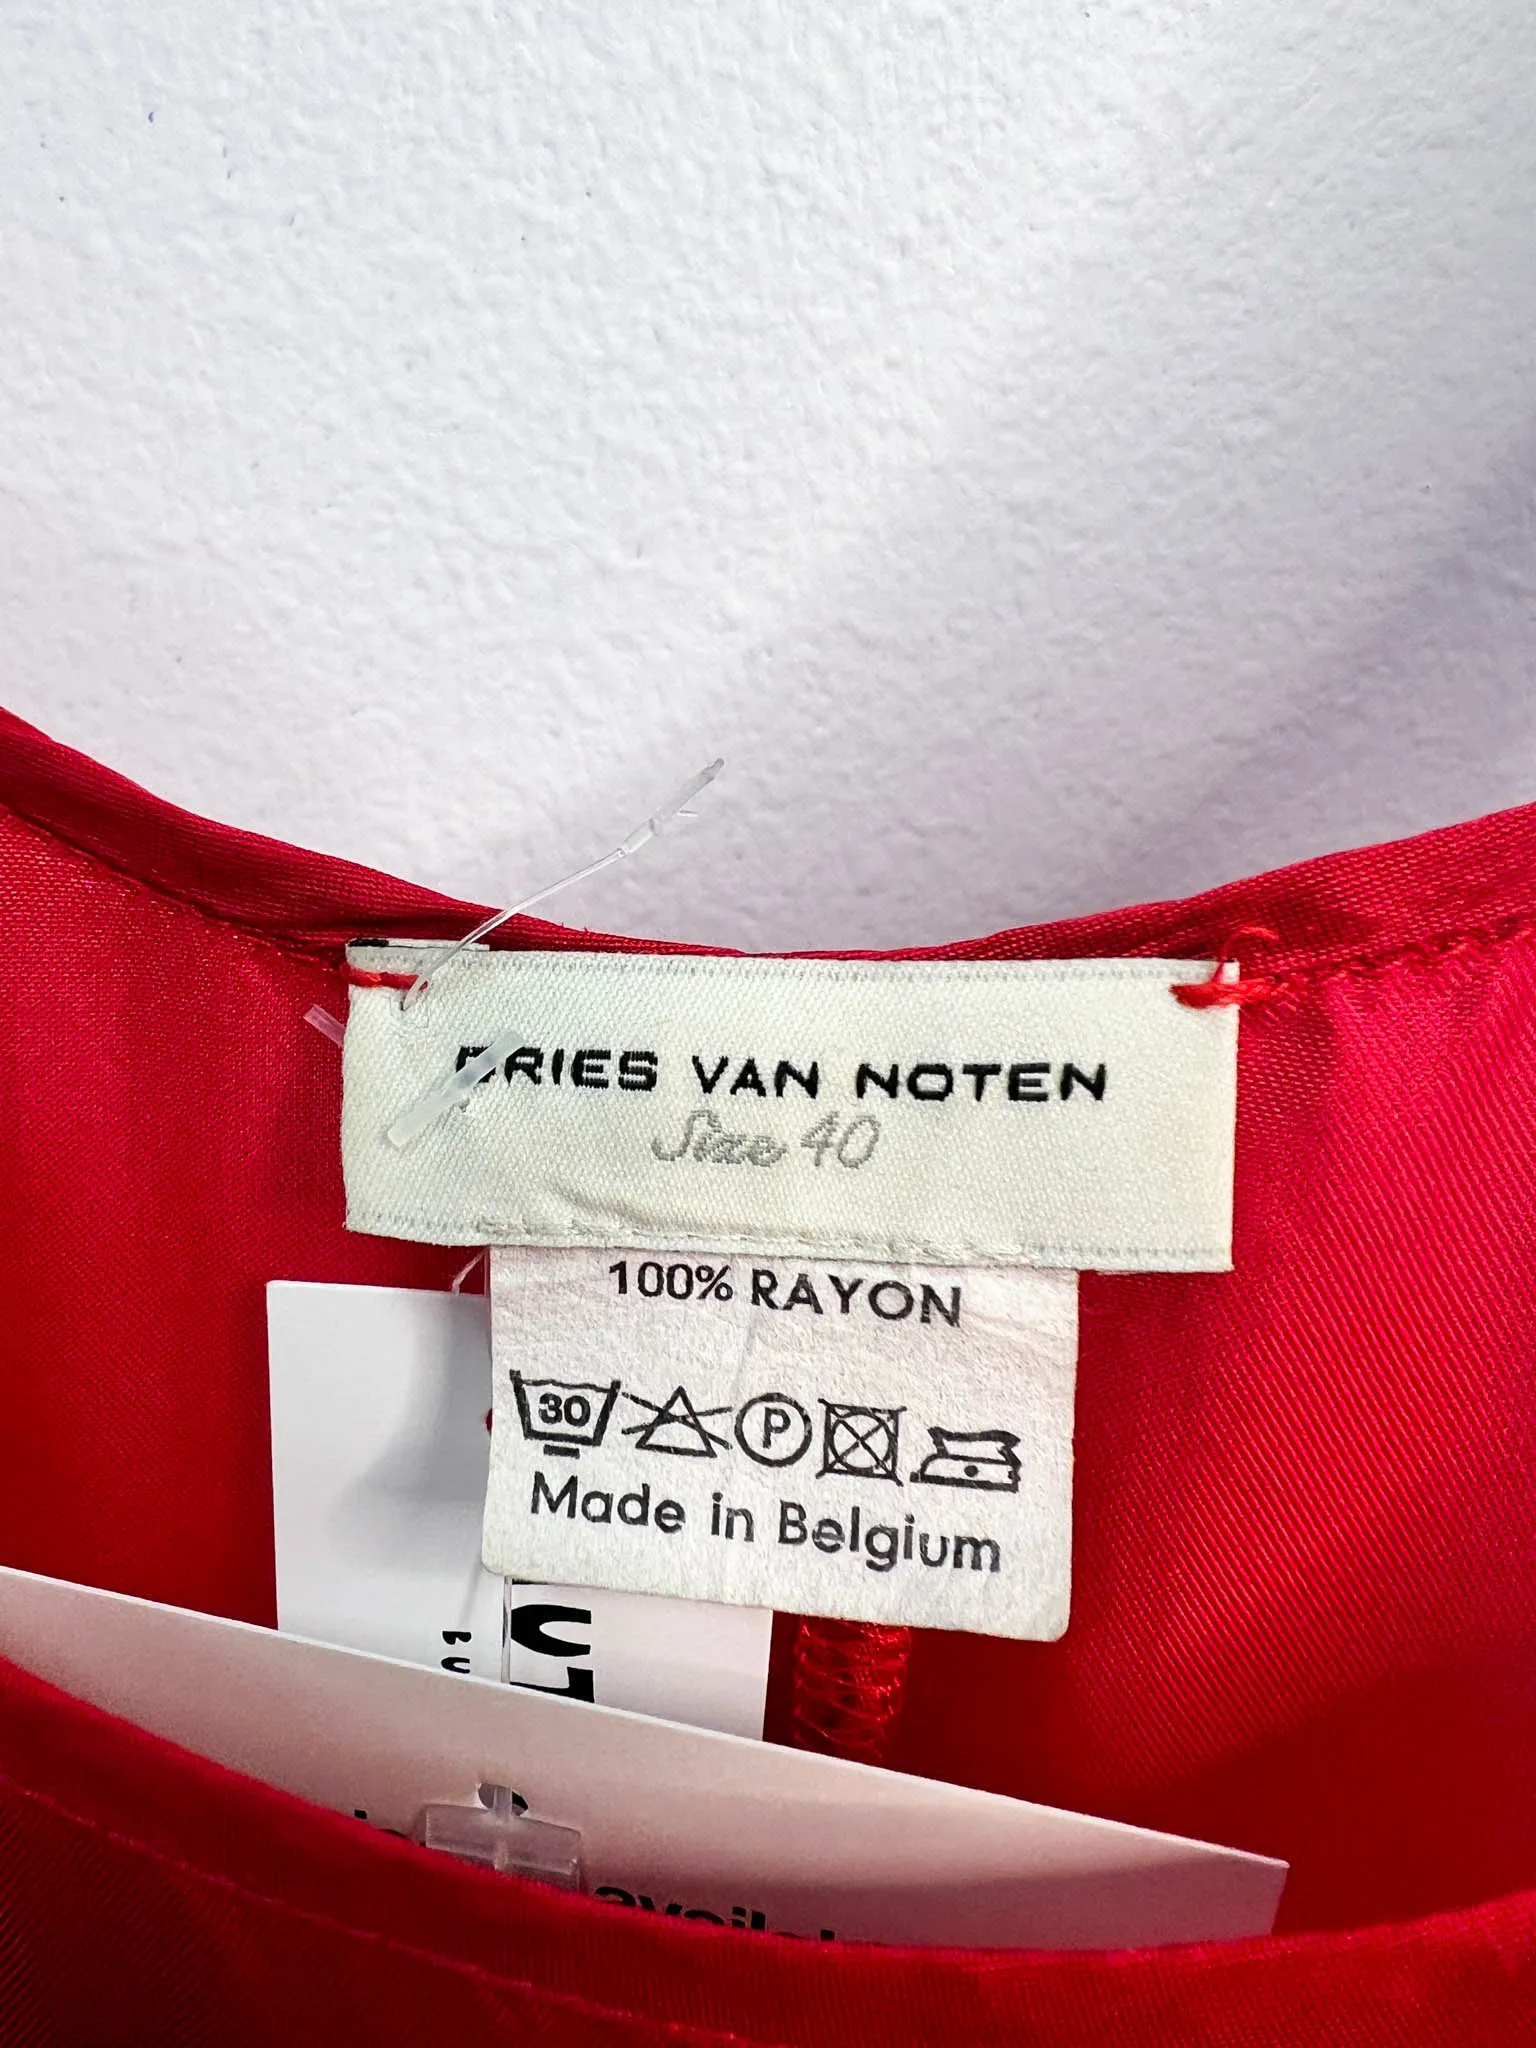 DRIES VAN NOTEN
Size 40
100% RAYON
30
P
Made in Belgium